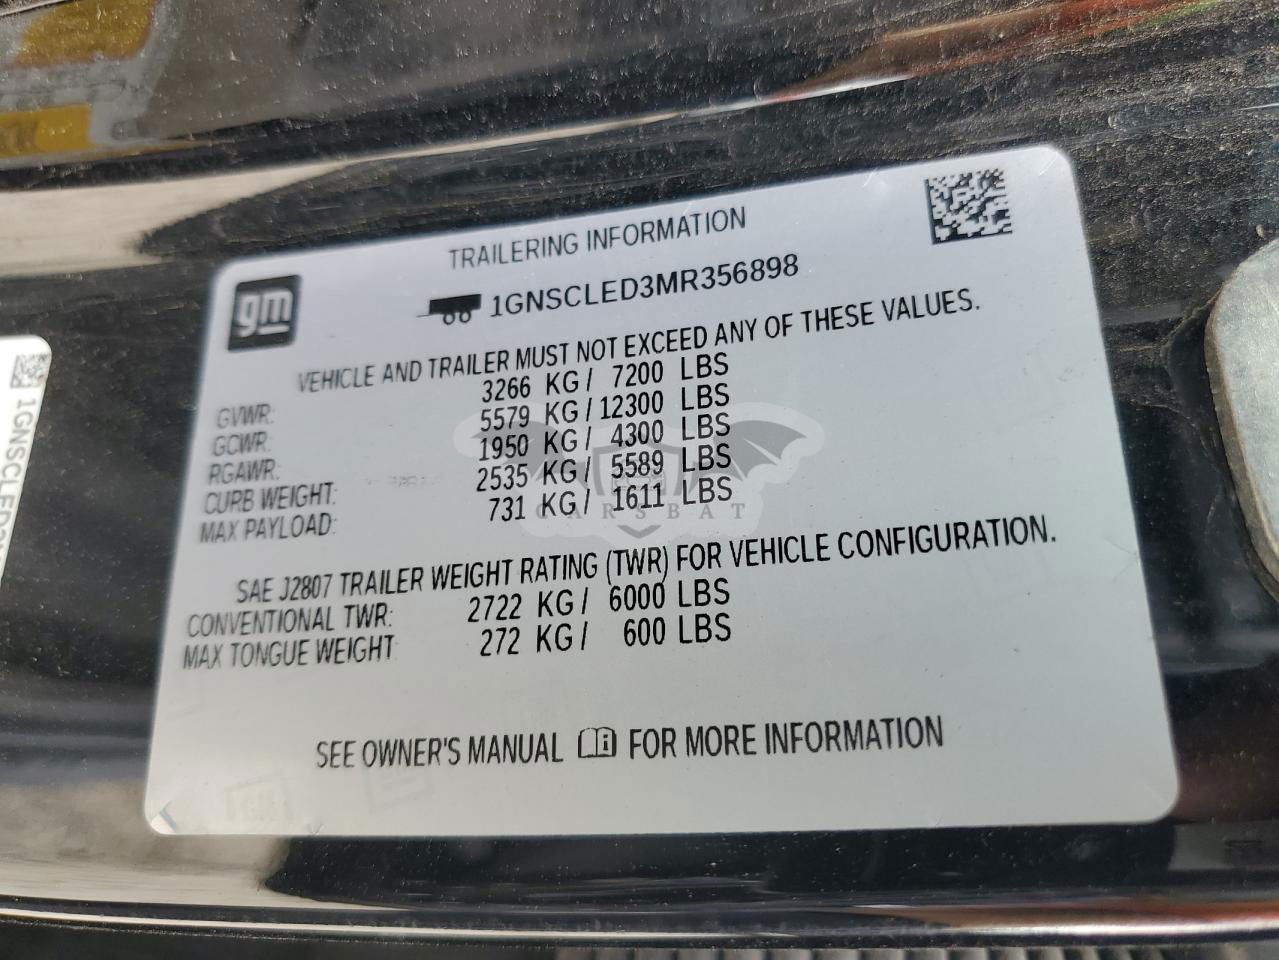 TRAILERING INFORMATION
gm
1GNSCLED3MR356898
VEHICLE AND TRAILER MUST NOT EXCEED ANY OF THESE VALUES.
GVWR: 3266 KG/ 7200 LBS
GCWR: 5579 KG/12300 LBS
RGAWR: 1950 KG/ 4300 LBS
CURB WEIGHT: 2535 KG/ 5589 LBS
MAX PAYLOAD: 731 KG/ 1611 LBS
CARSBAT
SAE J2807 TRAILER WEIGHT RATING (TWR) FOR VEHICLE CONFIGURATION.
CONVENTIONAL TWR: 2722 KG/ 6000 LBS
MAX TONGUE WEIGHT 272 KG/ 600 LBS
SEE OWNER'S MANUAL FOR MORE INFORMATION
1GNSCLED